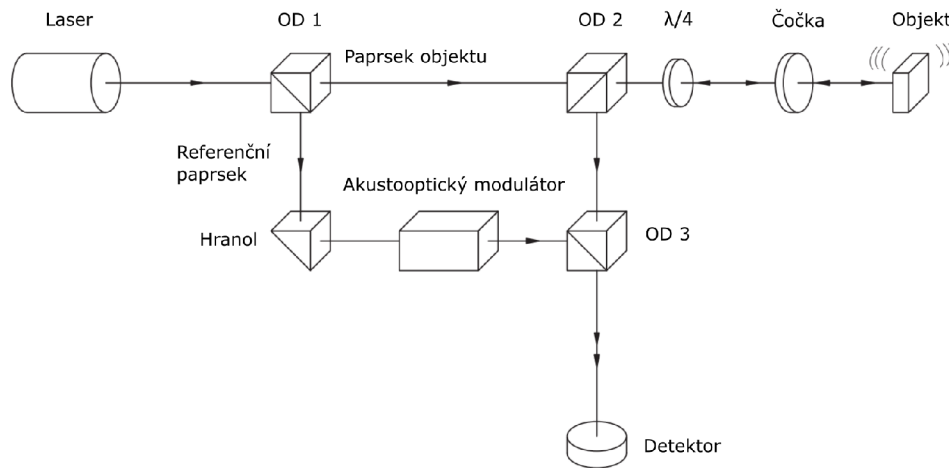 Laser
OD 1
OD 2
λ/4
Čočka
Objekt
Paprsek objektu
Referenční
paprsek
Akustooptický modulátor
Hranol
OD 3
Detektor